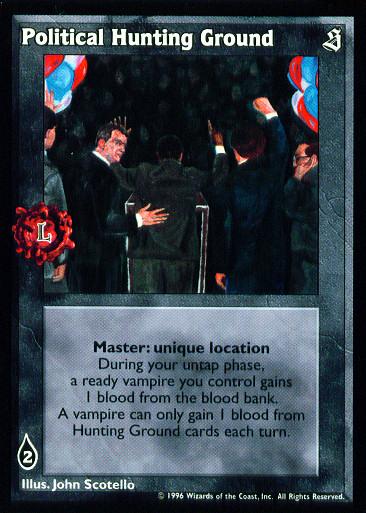 Political Hunting Ground
L
Master: unique location
During your untap phase,
a ready vampire you control gains
1 blood from the blood bank.
A vampire can only gain 1 blood from
Hunting Ground cards each turn.
2
Illus. John Scotello
© 1996 Wizards of the Coast, Inc. All Rights Reserved.